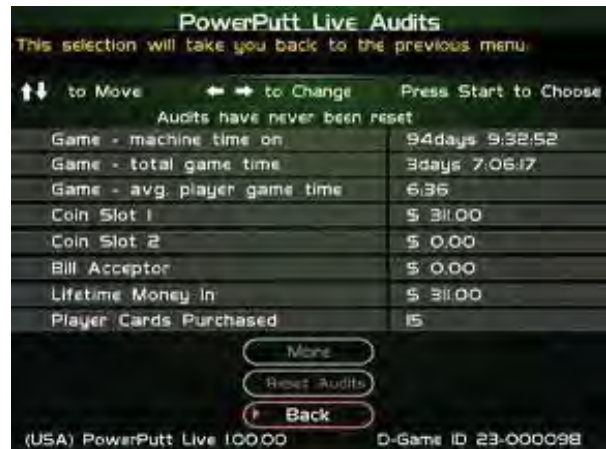 PowerPutt Live Audits
This selection will take you back to the previous menu.
to Move to Change Press Start to Choose
Audits have never been reset
Game - machine time on 94days 9:32:52
Game - total game time 3days 7:06:17
Game - avg. player game time 6:36
Coin Slot 1 $ 311.00
Coin Slot 2 $ 0.00
Bill Acceptor $ 0.00
Lifetime Money In $ 311.00
Player Cards Purchased 15
More
Reset Audits
Back
(USA) PowerPutt Live 1.00.00 D-Game ID 23-000098